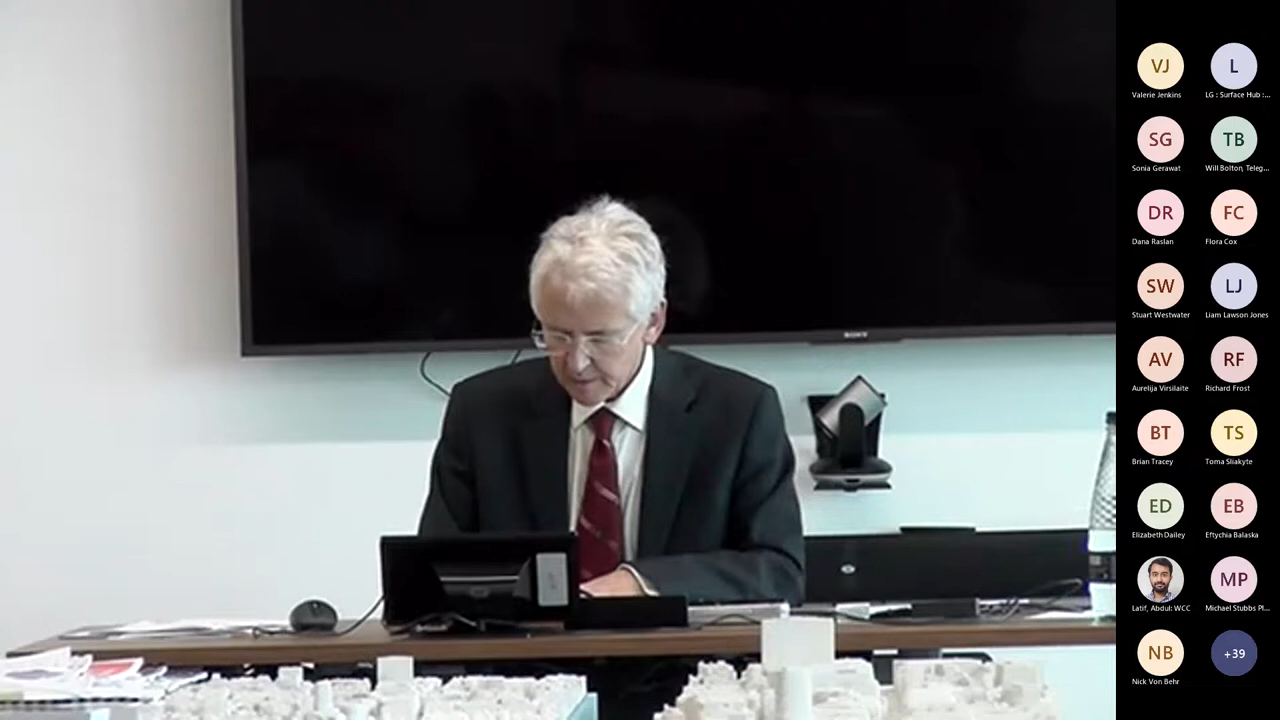 SONY
VJ
L
Valerie Jenkins
LG : Surface Hub :...
SG
TB
Sonia Gerawat
Will Bolton, Teleg...
DR
FC
Dana Raslan
Flora Cox
SW
LJ
Stuart Westwater
Liam Lawson Jones
AV
RF
Aurelija Virsilaite
Richard Frost
BT
TS
Brian Tracey
Toma Sliakyte
ED
EB
Elizabeth Dailey
Eftychia Balaska
MP
Latif, Abdul: WCC
Michael Stubbs Pl...
NB
+39
Nick Von Behr